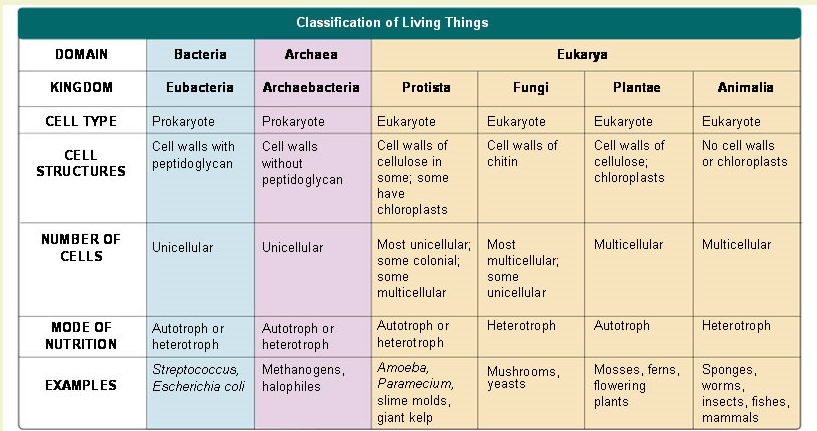 Classification of Living Things
DOMAIN Bacteria Archaea Eukarya
KINGDOM Eubacteria Archaebacteria Protista Fungi Plantae Animalia
CELL TYPE Prokaryote Prokaryote Eukaryote Eukaryote Eukaryote Eukaryote
CELL
STRUCTURES
Cell walls with
peptidoglycan
Cell walls
without
peptidoglycan
Cell walls of
cellulose in
some; some
have
chloroplasts
Cell walls of
chitin
Cell walls of
cellulose;
chloroplasts
No cell walls
or chloroplasts
NUMBER OF
CELLS
Unicellular
Unicellular
Most unicellular;
some colonial;
some
multicellular
Most
multicellular;
some
unicellular
Multicellular
Multicellular
MODE OF
NUTRITION
Autotroph or
heterotroph
Autotroph or
heterotroph
Autotroph or
heterotroph
Heterotroph
Autotroph
Heterotroph
EXAMPLES
Streptococcus,
Escherichia coli
Methanogens,
halophiles
Amoeba,
Paramecium,
slime molds,
giant kelp
Mushrooms,
yeasts
Mosses, ferns,
flowering
plants
Sponges,
worms,
insects, fishes,
mammals